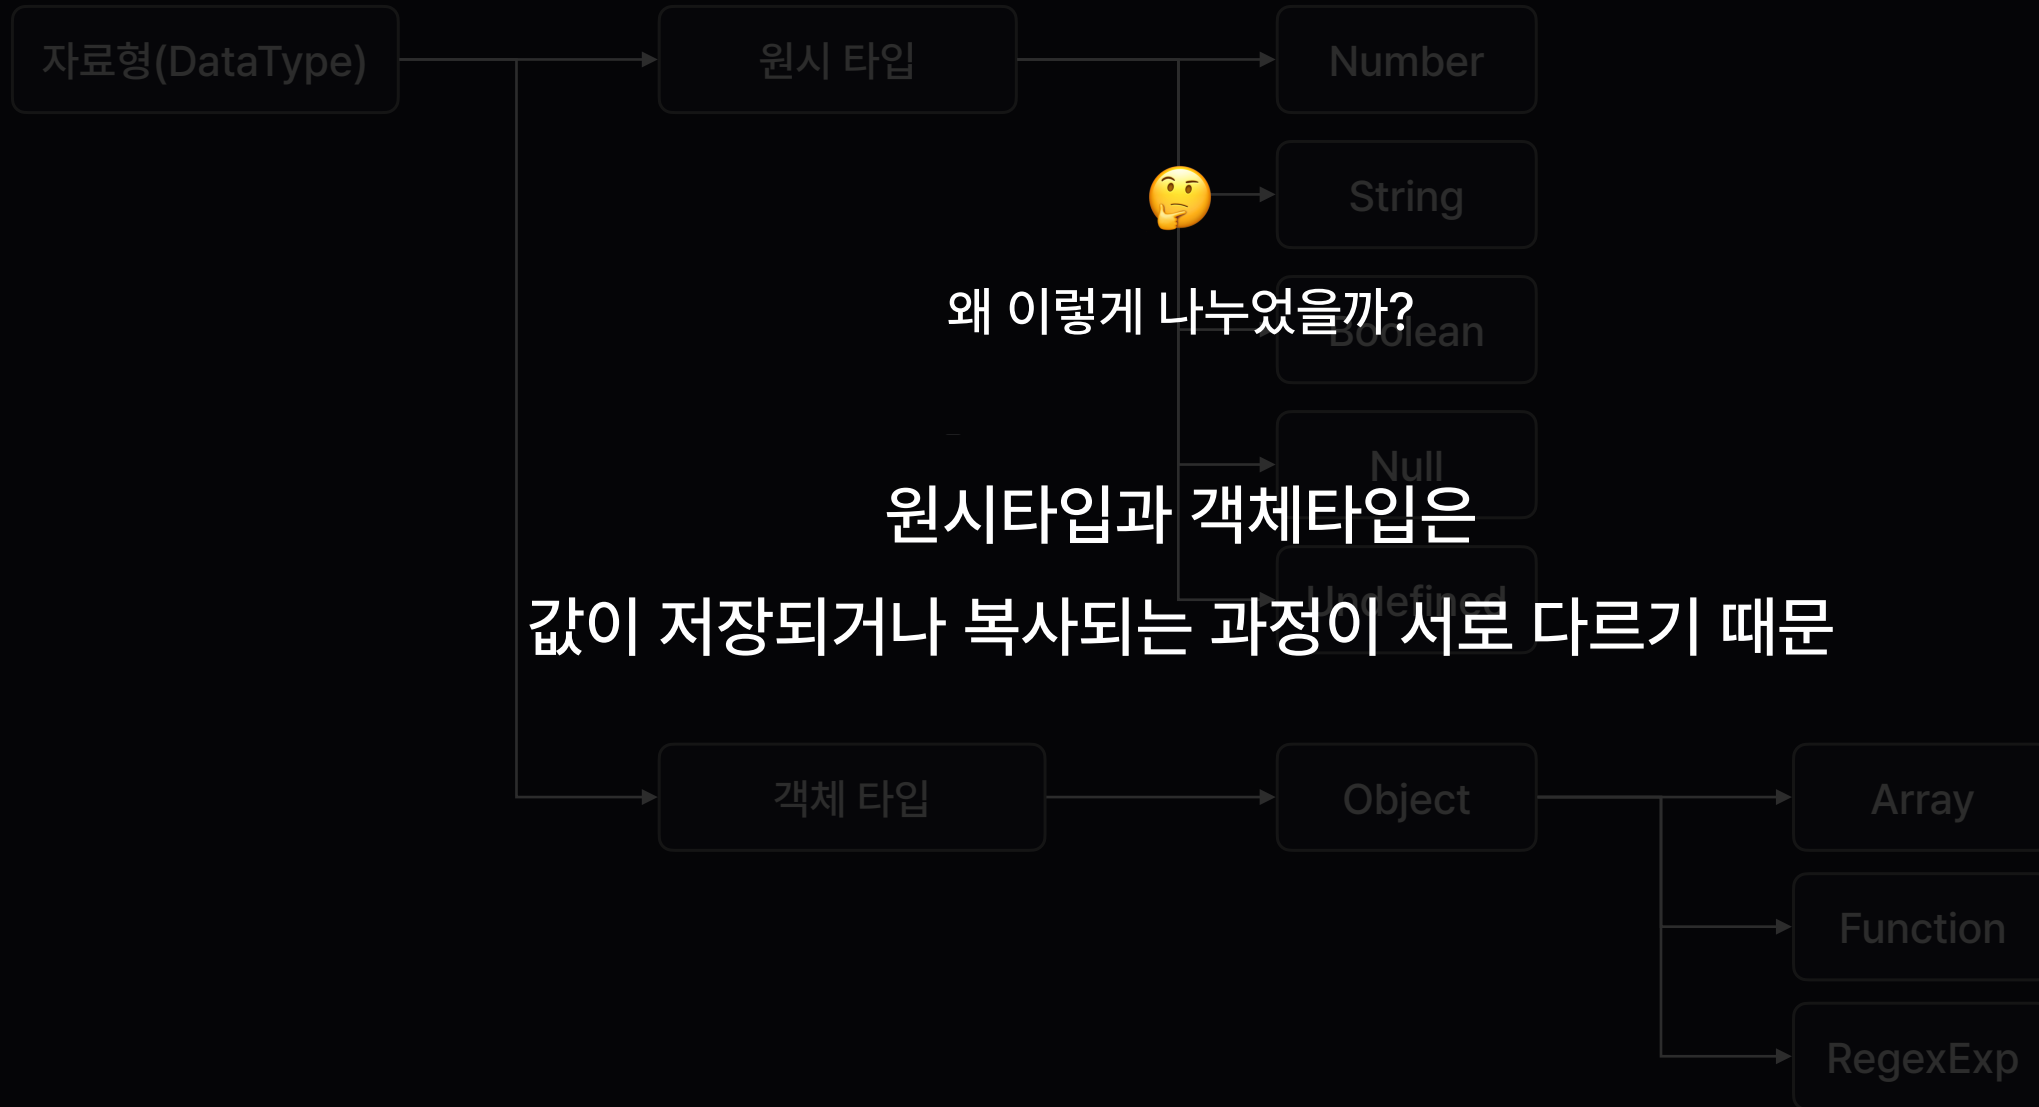 자료형(DataType)
원시 타입
Number
String
왜 이렇게 나누었을까?
Boolean
Null
원시타입과 객체타입은
Undefined
값이 저장되거나 복사되는 과정이 서로 다르기 때문
객체 타입
Object
Array
Function
RegexExp